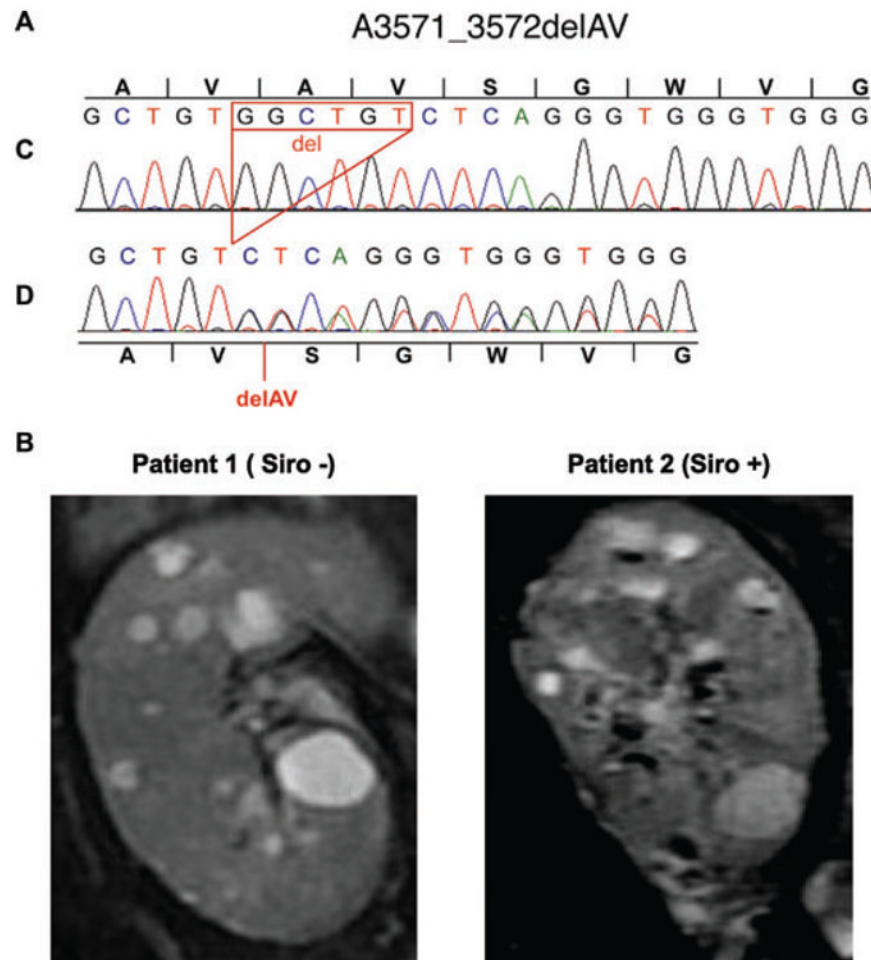 A
A3571_3572delAV
A | V | A | V | S | G | W | V | G
G C T G T G G C T G T C T C A G G G T G G G T G G G
del
C
G C T G T C T C A G G G T G G G T G G G
D
A | V | S | G | W | V | G
delAV
B
Patient 1 ( Siro -) Patient 2 (Siro +)